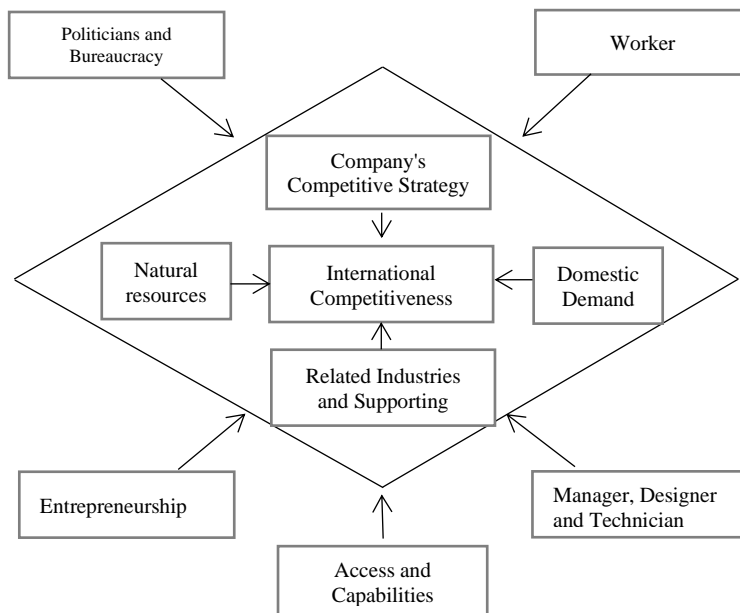 Politicians and
Bureaucracy
Worker
Company's
Competitive Strategy
Natural
resources
International
Competitiveness
Domestic
Demand
Related Industries
and Supporting
Entrepreneurship
Manager, Designer
and Technician
Access and
Capabilities